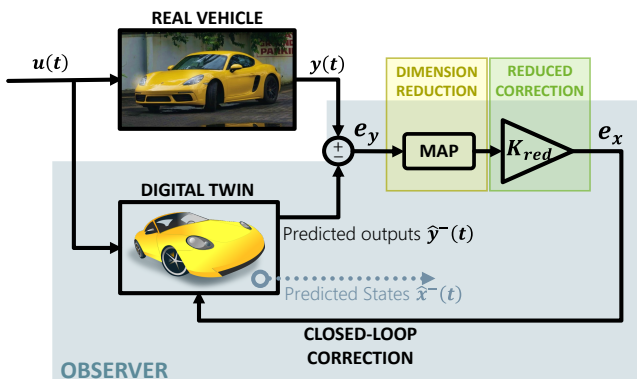 REAL VEHICLE
u(t)
y(t)
DIMENSION
REDUCTION
REDUCED
CORRECTION
e_y
+
−
MAP
K_red
e_x
DIGITAL TWIN
Predicted outputs ŷ⁻(t)
Predicted States x̂⁻(t)
CLOSED-LOOP
CORRECTION
OBSERVER